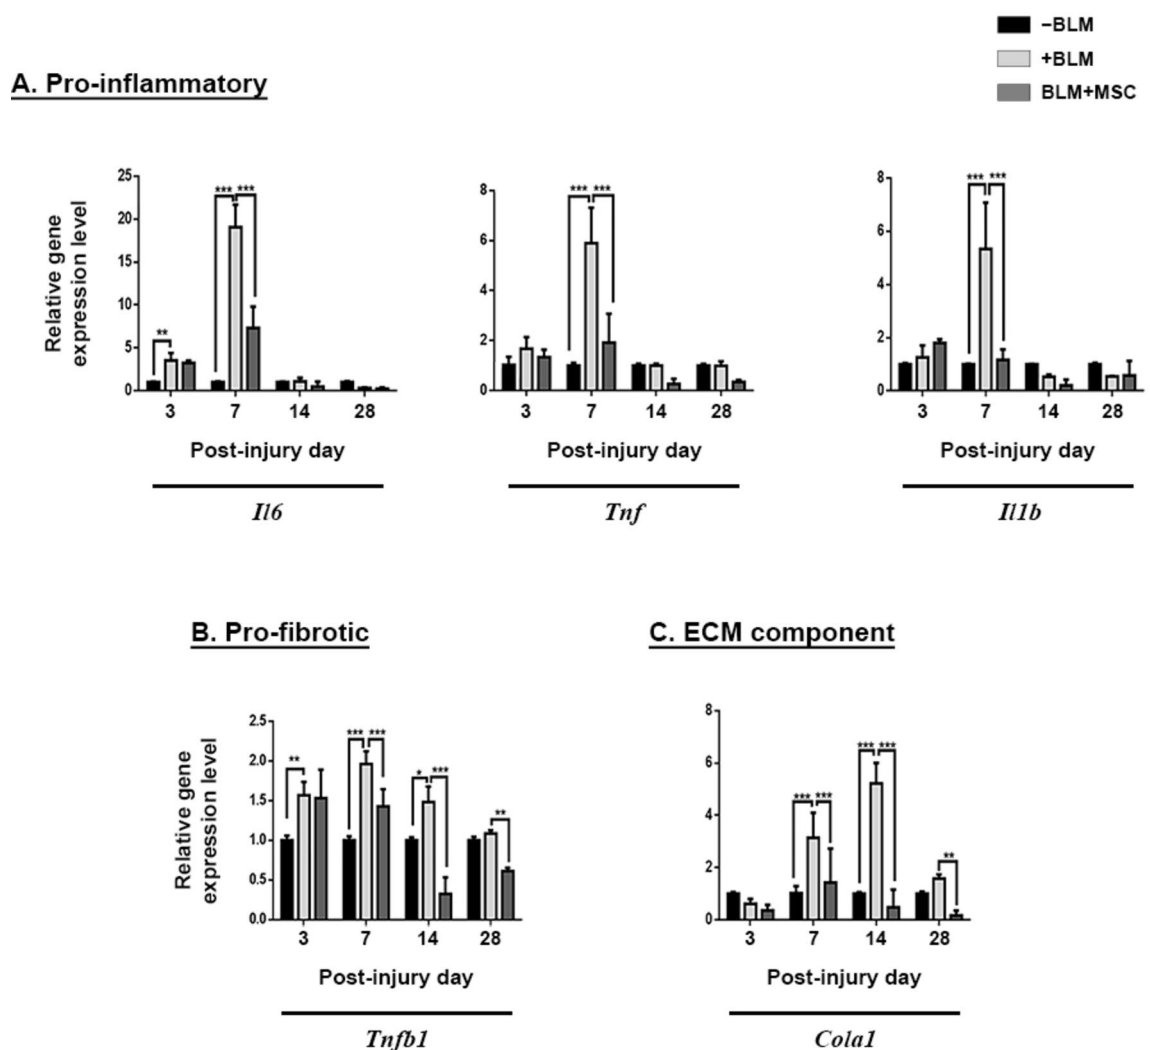 −BLM
+BLM
BLM+MSC
A. Pro-inflammatory
Relative gene
expression level
25
20
15
10
5
0
** *** ***
3 7 14 28
Post-injury day
Il6
8
6
4
2
0
*** ***
3 7 14 28
Post-injury day
Tnf
8
6
4
2
0
*** ***
3 7 14 28
Post-injury day
Il1b
B. Pro-fibrotic
Relative gene
expression level
2.5
2.0
1.5
1.0
0.5
0.0
** *** *** * *** **
3 7 14 28
Post-injury day
Tnfb1
C. ECM component
8
6
4
2
0
*** *** *** *** **
3 7 14 28
Post-injury day
Cola1